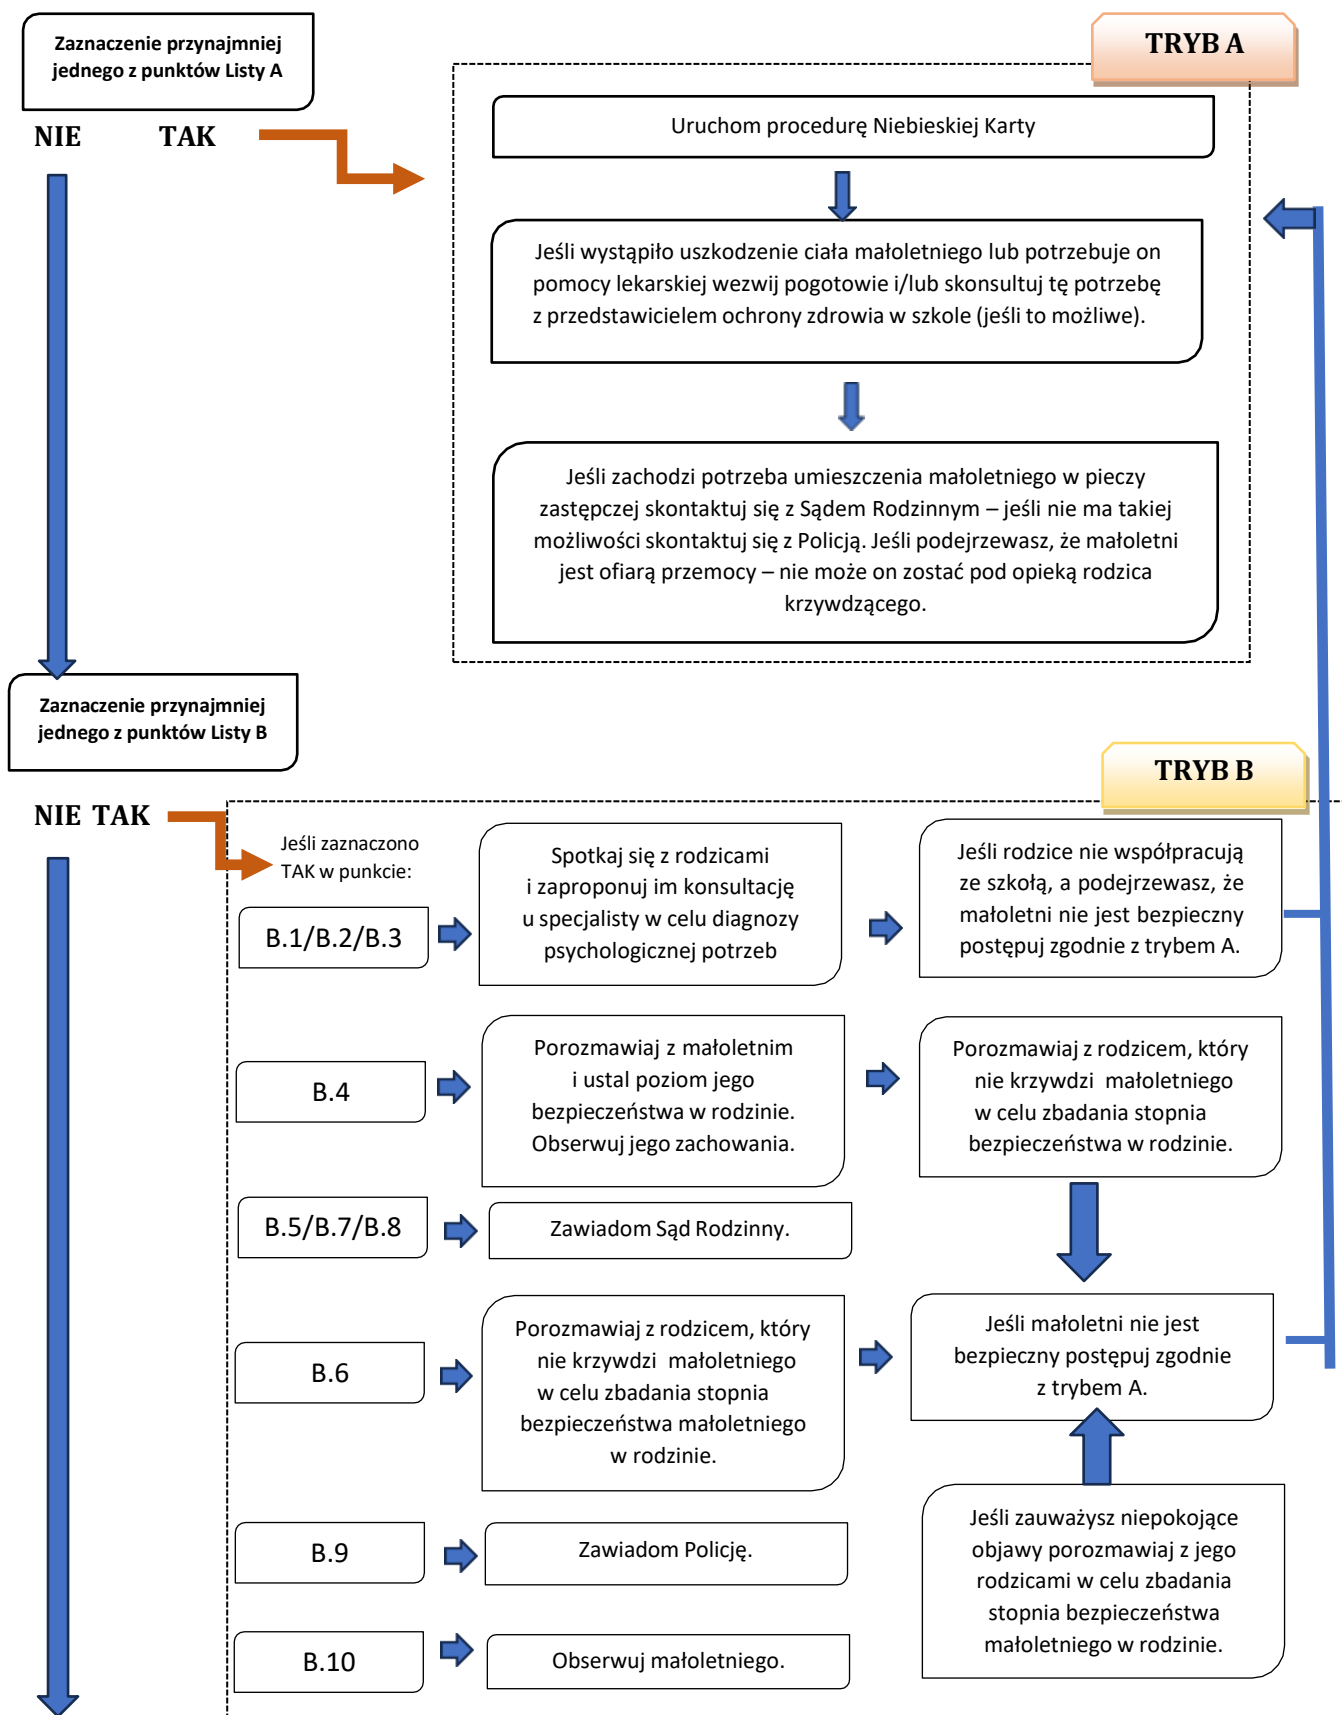 Zaznaczenie przynajmniej
jednego z punktów Listy A
NIE TAK
TRYB A
Uruchom procedurę Niebieskiej Karty
Jeśli wystąpiło uszkodzenie ciała małoletniego lub potrzebuje on
pomocy lekarskiej wezwij pogotowie i/lub skonsultuj tę potrzebę
z przedstawicielem ochrony zdrowia w szkole (jeśli to możliwe).
Jeśli zachodzi potrzeba umieszczenia małoletniego w pieczy
zastępczej skontaktuj się z Sądem Rodzinnym – jeśli nie ma takiej
możliwości skontaktuj się z Policją. Jeśli podejrzewasz, że małoletni
jest ofiarą przemocy – nie może on zostać pod opieką rodzica
krzywdzącego.
Zaznaczenie przynajmniej
jednego z punktów Listy B
NIE TAK
TRYB B
Jeśli zaznaczono
TAK w punkcie:
B.1/B.2/B.3
Spotkaj się z rodzicami
i zaproponuj im konsultację
u specjalisty w celu diagnozy
psychologicznej potrzeb
Jeśli rodzice nie współpracują
ze szkołą, a podejrzewasz, że
małoletni nie jest bezpieczny
postępuj zgodnie z trybem A.
B.4
Porozmawiaj z małoletnim
i ustal poziom jego
bezpieczeństwa w rodzinie.
Obserwuj jego zachowania.
Porozmawiaj z rodzicem, który
nie krzywdzi małoletniego
w celu zbadania stopnia
bezpieczeństwa w rodzinie.
B.5/B.7/B.8
Zawiadom Sąd Rodzinny.
B.6
Porozmawiaj z rodzicem, który
nie krzywdzi małoletniego
w celu zbadania stopnia
bezpieczeństwa małoletniego
w rodzinie.
Jeśli małoletni nie jest
bezpieczny postępuj zgodnie
z trybem A.
B.9
Zawiadom Policję.
B.10
Obserwuj małoletniego.
Jeśli zauważysz niepokojące
objawy porozmawiaj z jego
rodzicami w celu zbadania
stopnia bezpieczeństwa
małoletniego w rodzinie.